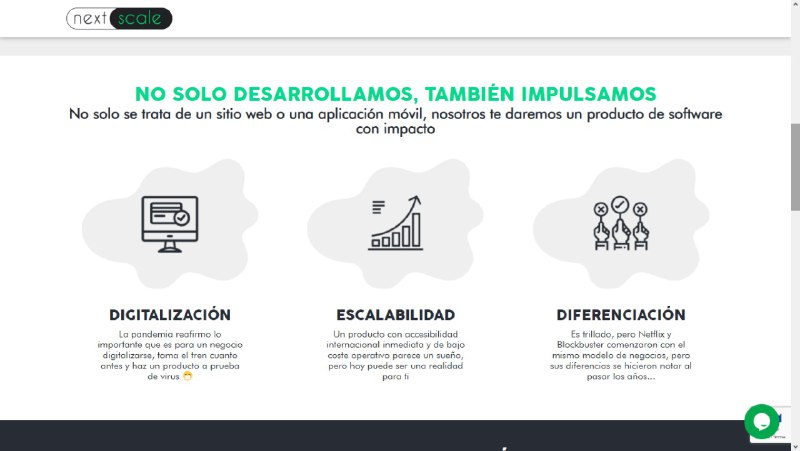 next scale
NO SOLO DESARROLLAMOS, TAMBIÉN IMPULSAMOS
No solo se trata de un sitio web o una aplicación móvil, nosotros te daremos un producto de software
con impacto
DIGITALIZACIÓN
La pandemia reafirmo lo
importante que es para un negocio
digitalizarse, toma el tren cuanto
antes y haz un producto a prueba
de virus 😷
ESCALABILIDAD
Un producto con accesibilidad
internacional inmediata y de bajo
coste operativo parece un sueño,
pero hoy puede ser una realidad
para ti
DIFERENCIACIÓN
Es trillado, pero Netflix y
Blockbuster comenzaron con el
mismo modelo de negocios, pero
sus diferencias se hicieron notar al
pasar los años...